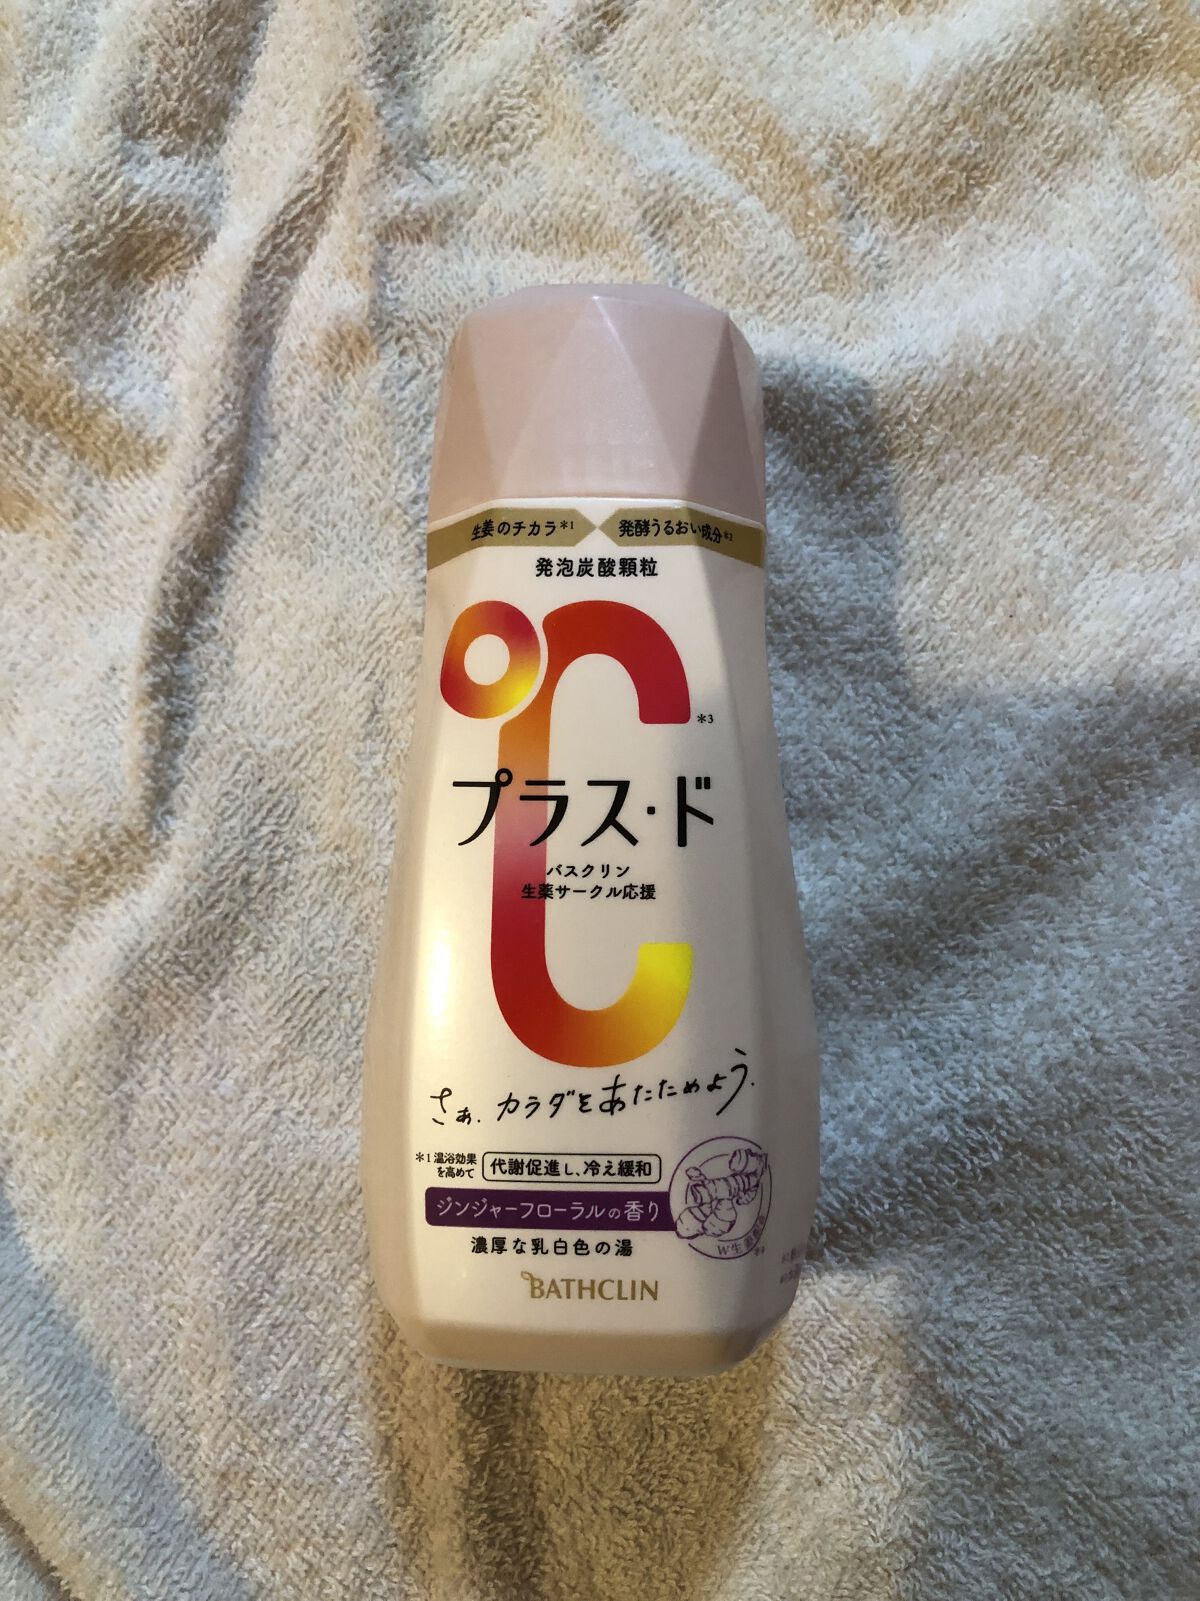 生姜のチカラ*1 発酵うるおい成分*2
発泡炭酸顆粒
℃*3
プラス・ド
バスクリン
生薬サークル応援
さぁ、カラダをあたためよう。
*1温浴効果
を高めて
代謝促進し、冷え緩和
ジンジャーフローラルの香り
濃厚な乳白色の湯
W生薬
BATHCLIN